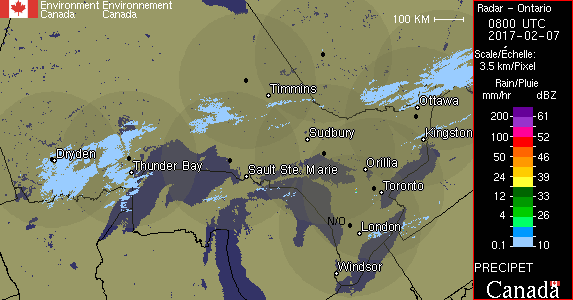 Environment Environnement
Canada Canada
100 KM
Radar - Ontario
0800 UTC
2017-02-07
Scale/Échelle:
3.5 km/Pixel
Rain/Pluie
mm/hr dBZ
200 61
100 52
50 46
24 39
12 33
4 26
1 18
0.1 10
PRECIPET
Canada
Timmins
Ottawa
Sudbury
Kingston
Dryden
Thunder Bay
Sault Ste. Marie
Orillia
Toronto
N/O
London
Windsor